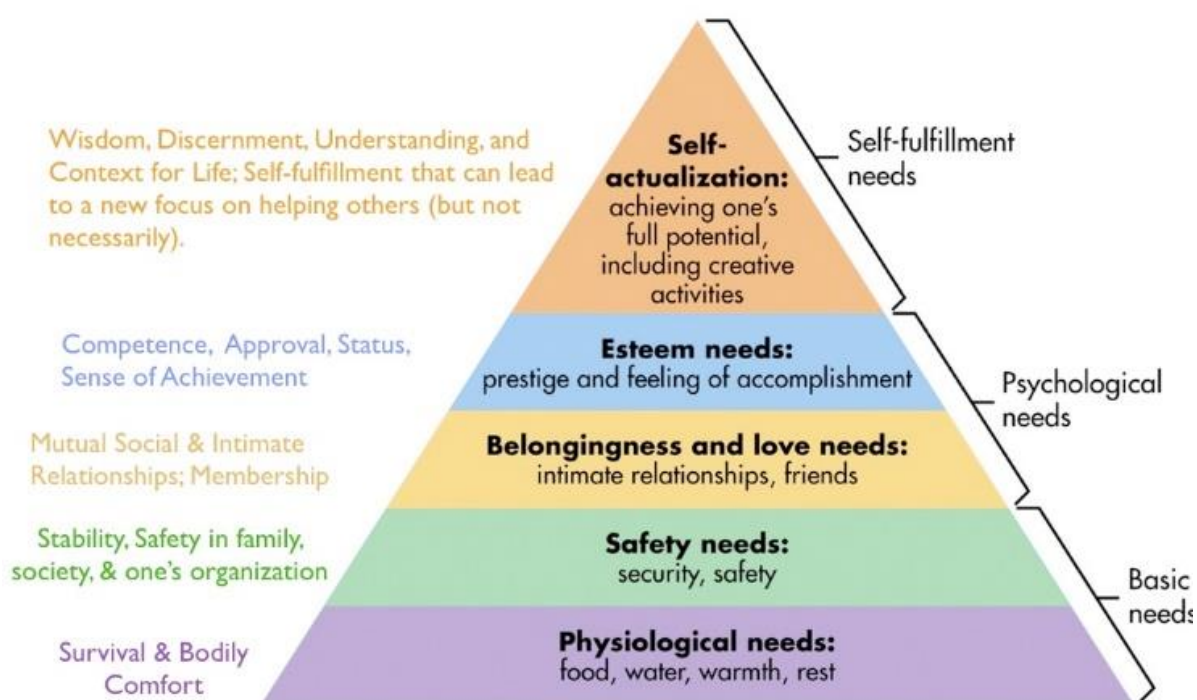 Wisdom, Discernment, Understanding, and
Context for Life; Self-fulfillment that can lead
to a new focus on helping others (but not
necessarily).
Self-
actualization:
achieving one's
full potential,
including creative
activities
Self-fulfillment
needs
Competence, Approval, Status,
Sense of Achievement
Esteem needs:
prestige and feeling of accomplishment
Psychological
needs
Mutual Social & Intimate
Relationships; Membership
Belongingness and love needs:
intimate relationships, friends
Stability, Safety in family,
society, & one's organization
Safety needs:
security, safety
Basic
needs
Survival & Bodily
Comfort
Physiological needs:
food, water, warmth, rest